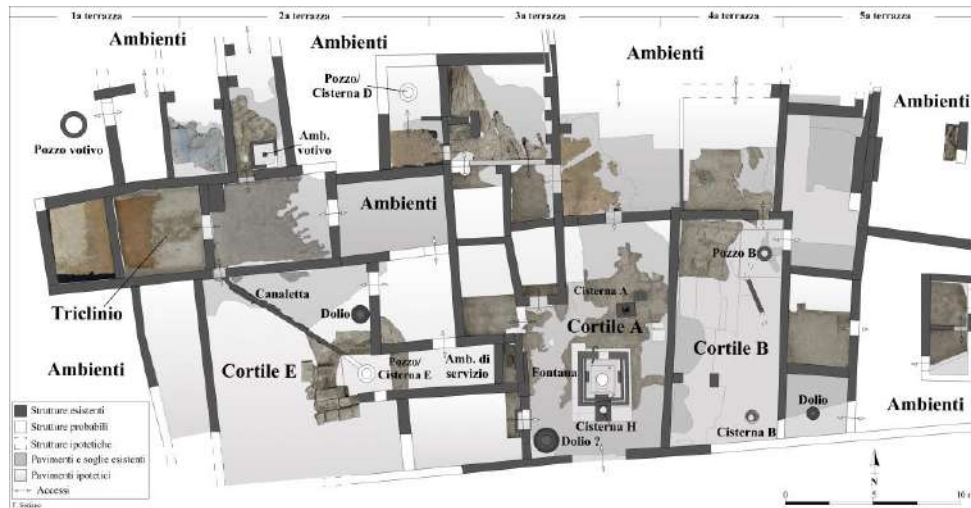 1a terrazza
2a terrazza
3a terrazza
4a terrazza
5a terrazza
Ambienti
Ambienti
Ambienti
Ambienti
Pozzo/
Cisterna D
Pozzo votivo
Amb.
votivo
Ambienti
Triclinio
Canaletta
Dolio
Pozzo B
Cisterna A
Cortile A
Cortile B
Ambienti
Cortile E
Pozzo/
Cisterna E
Amb. di
servizio
Fontana
Ambienti
Cisterna H
Dolio ?
Cisterna B
Dolio
Strutture esistenti
Strutture probabili
Strutture ipotetiche
Pavimenti e soglie esistenti
Pavimenti ipotetici
Accessi
N
0 5 10